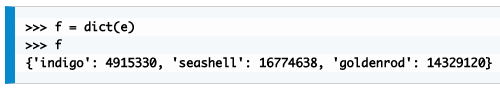 >>> f = dict(e)
>>> f
{'indigo': 4915330, 'seashell': 16774638, 'goldenrod': 14329120}